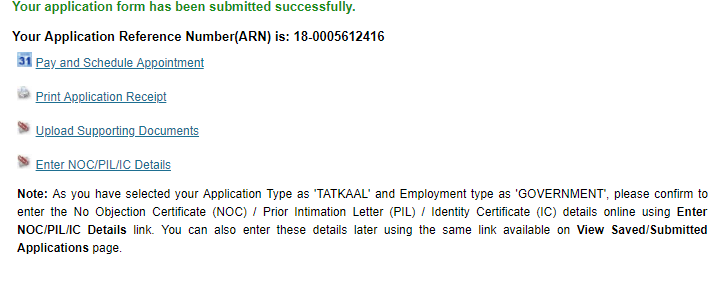 Your application form has been submitted successfully.
Your Application Reference Number(ARN) is: 18-0005612416
31 Pay and Schedule Appointment
Print Application Receipt
Upload Supporting Documents
Enter NOC/PIL/IC Details
Note: As you have selected your Application Type as 'TATKAAL' and Employment type as 'GOVERNMENT', please confirm to
enter the No Objection Certificate (NOC) / Prior Intimation Letter (PIL) / Identity Certificate (IC) details online using Enter
NOC/PIL/IC Details link. You can also enter these details later using the same link available on View Saved/Submitted
Applications page.